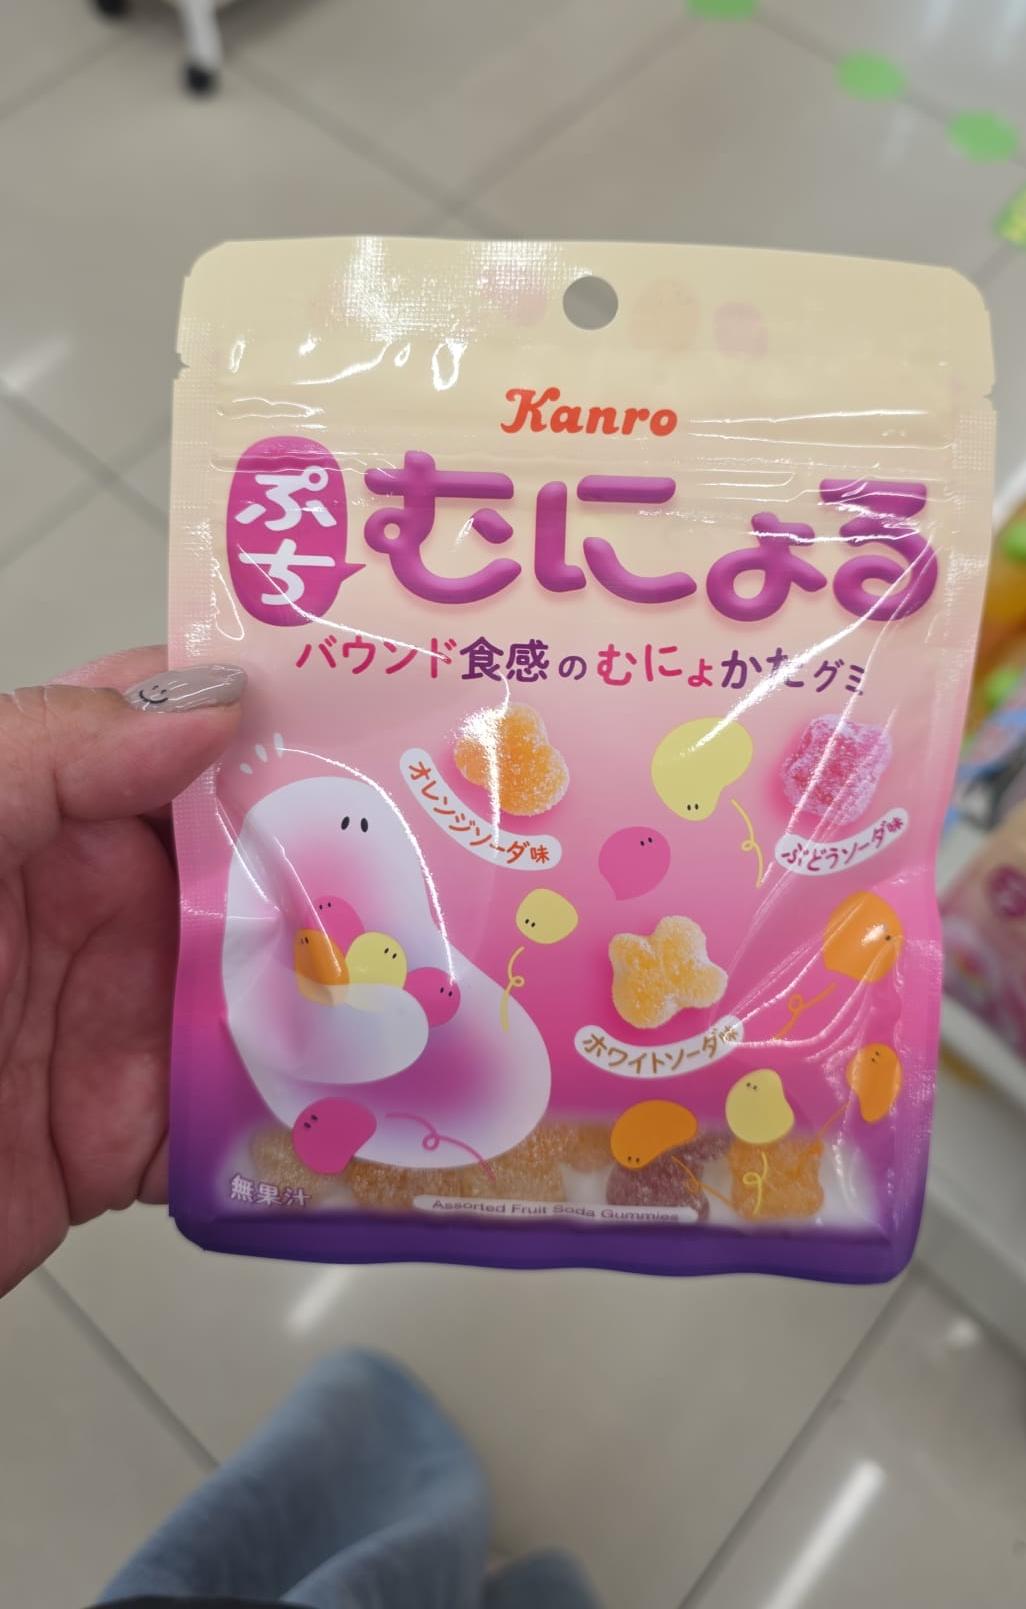 Kanro
ぷち
むにょる
バウンド食感のむにょかたグミ
オレンジソーダ味
ぶどうソーダ味
ホワイトソーダ味
無果汁
Assorted Fruit Soda Gummies